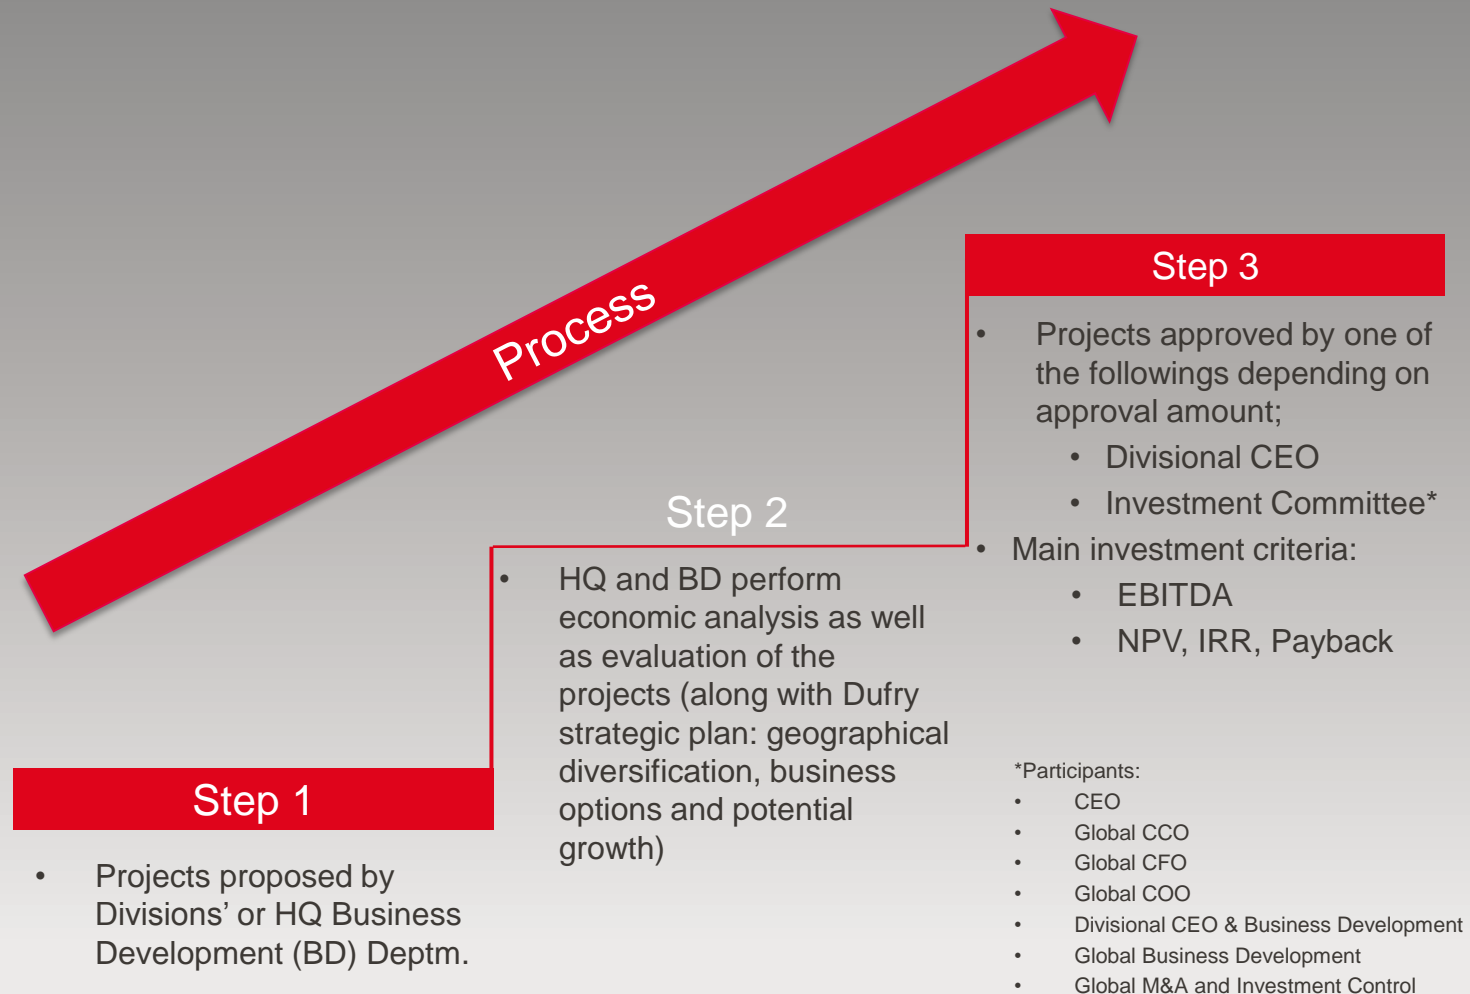 Process
Step 1
• Projects proposed by
Divisions’ or HQ Business
Development (BD) Deptm.
Step 2
• HQ and BD perform
economic analysis as well
as evaluation of the
projects (along with Dufry
strategic plan: geographical
diversification, business
options and potential
growth)
Step 3
• Projects approved by one of
the followings depending on
approval amount;
• Divisional CEO
• Investment Committee*
• Main investment criteria:
• EBITDA
• NPV, IRR, Payback
*Participants:
• CEO
• Global CCO
• Global CFO
• Global COO
• Divisional CEO & Business Development
• Global Business Development
• Global M&A and Investment Control